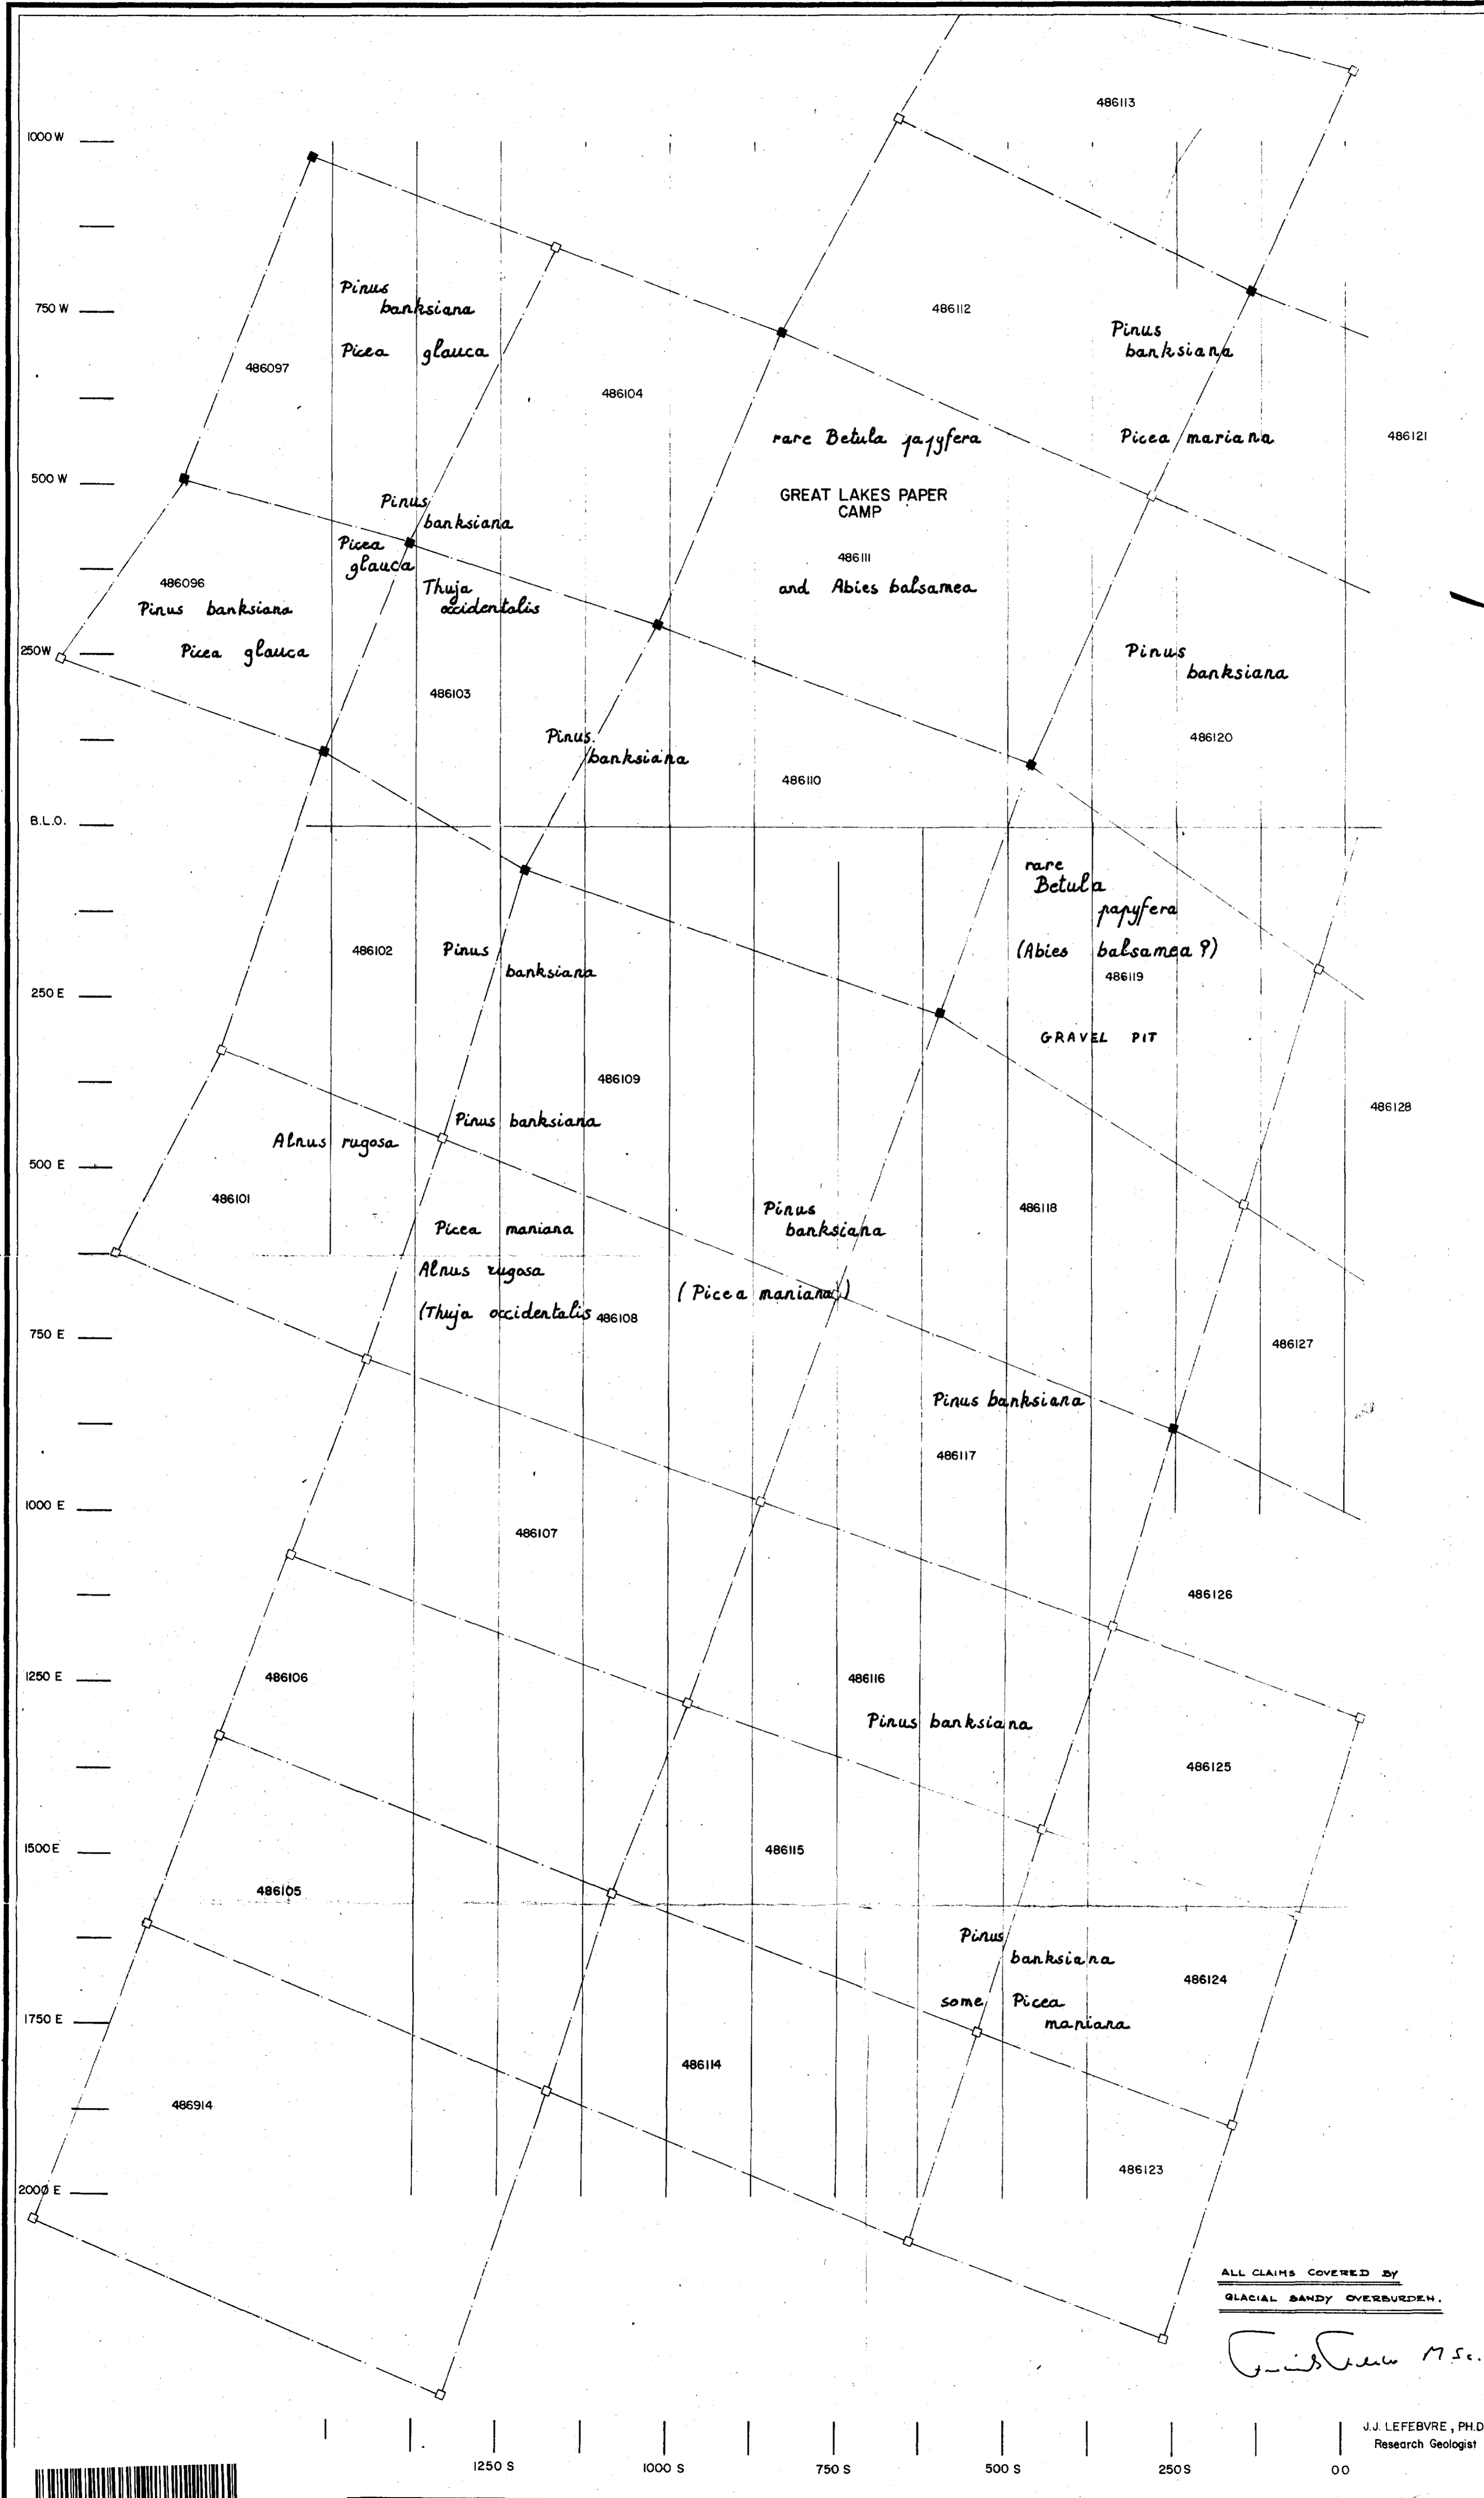 486113
1000 W
Pinus
banksiana
750 W
486112
Pinus
banksiana
Picea glauca
486097
486104
rare Betula papyfera
Picea mariana
486121
500 W
GREAT LAKES PAPER
CAMP
Pinus
banksiana
Picea
glauca
486111
486096
Thuja
occidentalis
and Abies balsamea
Pinus banksiana
250W
Picea glauca
Pinus
banksiana
486103
Pinus
banksiana
486120
486110
B.L.O.
rare
Betula
papyfera
486102
Pinus
banksiana
(Abies balsamea ?)
486119
250 E
GRAVEL PIT
486109
486128
Pinus banksiana
Alnus rugosa
500 E
486101
Pinus
banksiana
486118
Picea maniana
Alnus rugosa
(Picea maniana)
(Thuja occidentalis
486108
750 E
486127
Pinus banksiana
486117
1000 E
486107
486126
1250 E
486106
486116
Pinus banksiana
486125
1500 E
486115
486105
Pinus
banksiana
486124
some Picea
maniana
1750 E
486114
486914
486123
2000 E
ALL CLAIMS COVERED BY
GLACIAL SANDY OVERBURDEN.
M.Sc.
J.J. LEFEBVRE, PH.D
Research Geologist
1250 S
1000 S
750 S
500 S
250 S
00